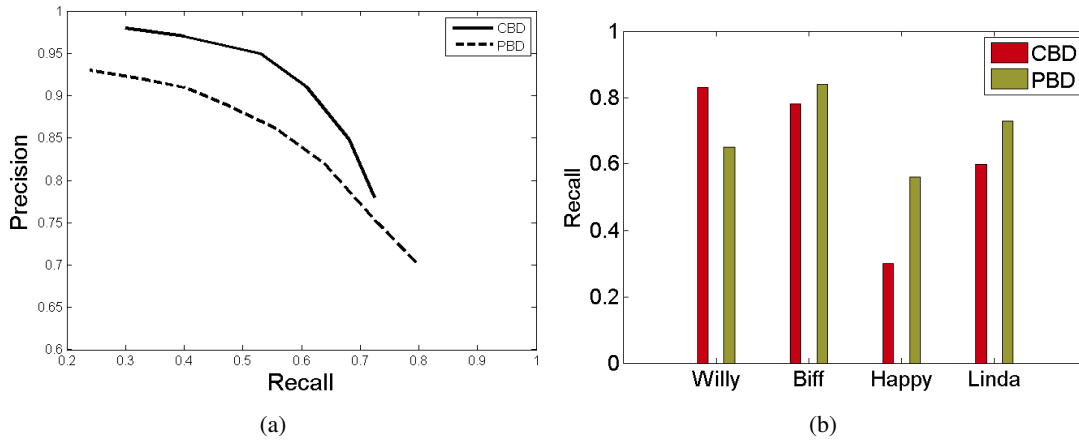 1
0.95
0.9
0.85
0.8
0.75
0.7
0.65
0.6
Precision
0.2 0.3 0.4 0.5 0.6 0.7 0.8 0.9 1
Recall
CBD
PBD
(a)
1
0.8
0.6
0.4
0.2
0
Recall
Willy Biff Happy Linda
CBD
PBD
(b)